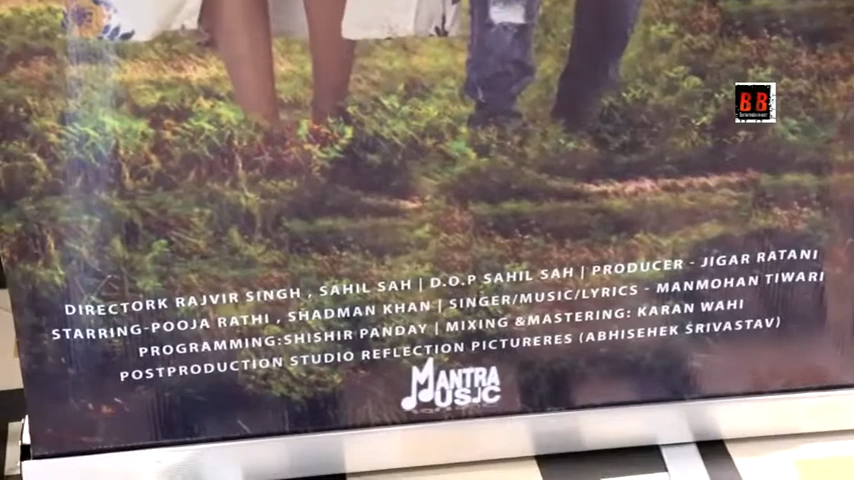 BB
DIRECTORK RAJVIR SINGH , SAHIL SAH | D.O.P SAHIL SAH | PRODUCER - JIGAR RATANI
STARRING-POOJA RATHI , SHADMAN KHAN | SINGER/MUSIC/LYRICS - MANMOHAN TIWARI
PROGRAMMING:SHISHIR PANDAY | MIXING &MASTERING: KARAN WAHI
POSTPRODUCTION STUDIO REFLECTION PICTURERES (ABHISEHEK SRIVASTAV)
MANTRA
MUSIC